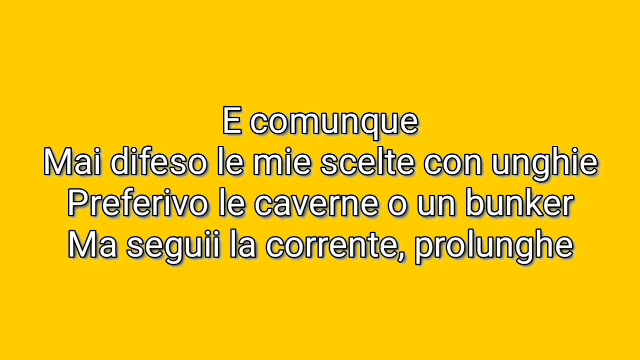 E comunque
Mai difeso le mie scelte con unghie
Preferivo le caverne o un bunker
Ma seguii la corrente, prolunghe